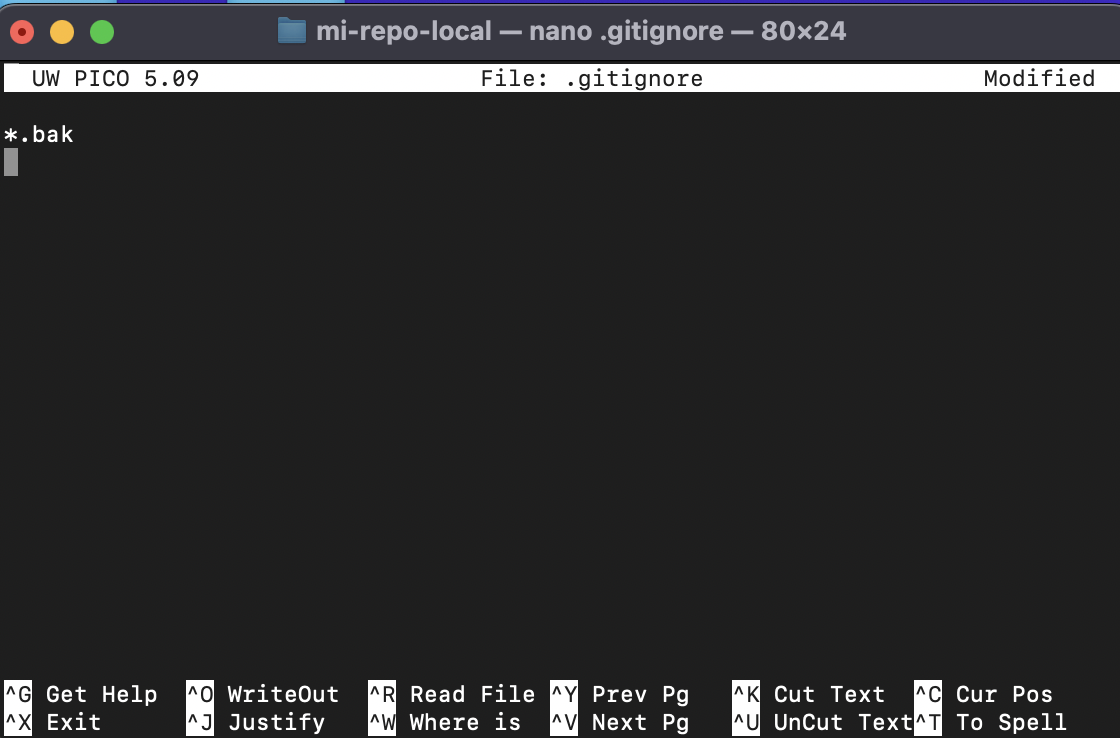 mi-repo-local — nano .gitignore — 80×24
UW PICO 5.09 File: .gitignore Modified
*.bak
^G Get Help ^O WriteOut ^R Read File ^Y Prev Pg ^K Cut Text ^C Cur Pos
^X Exit ^J Justify ^W Where is ^V Next Pg ^U UnCut Text ^T To Spell